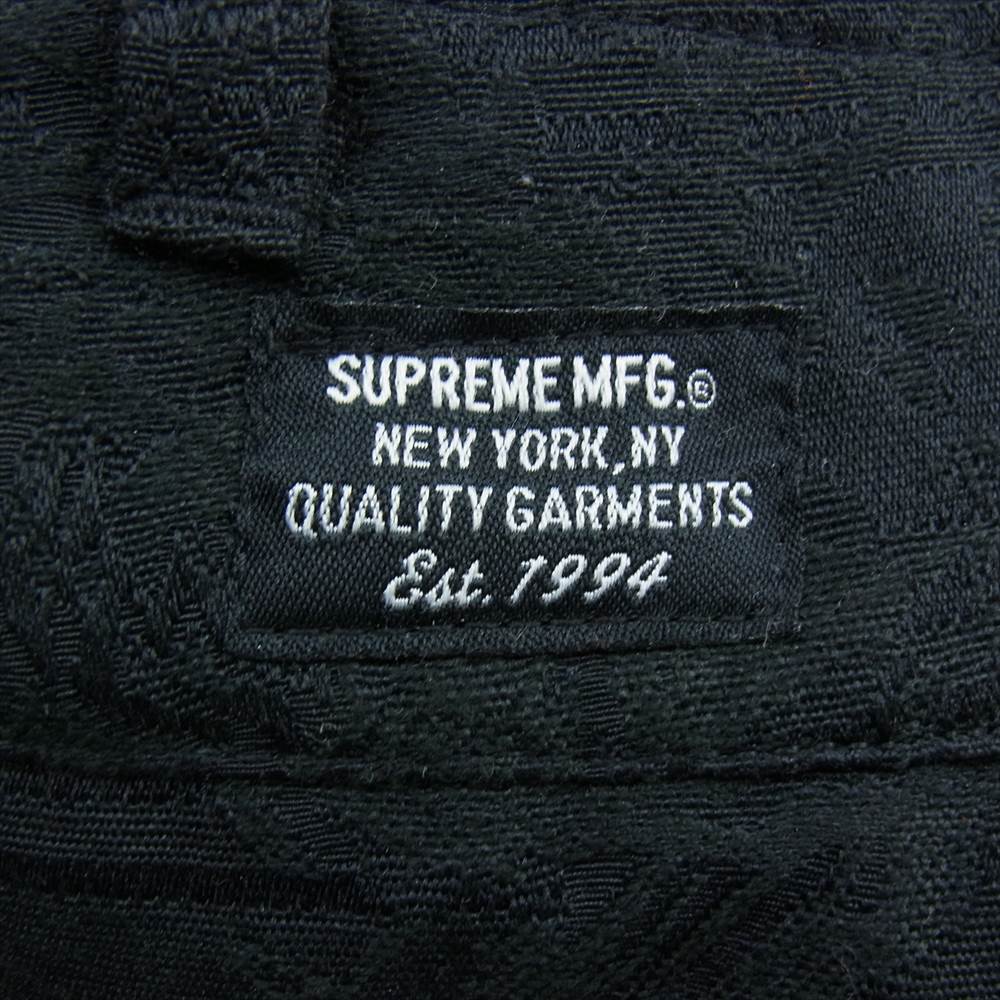 SUPREME MFG.®
NEW YORK, NY
QUALITY GARMENTS
Est. 1994